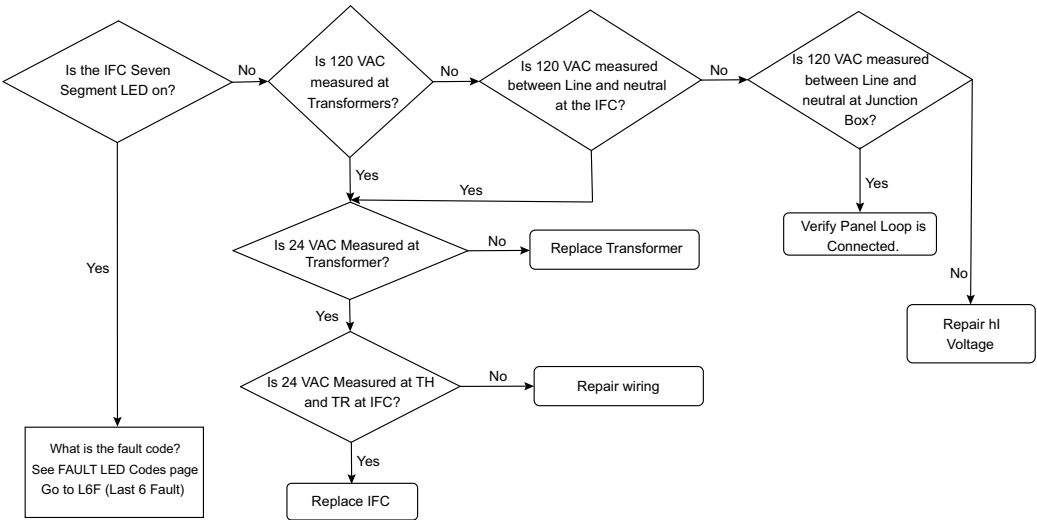 Is the IFC Seven
Segment LED on?
No
Is 120 VAC
measured at
Transformers?
No
Is 120 VAC measured
between Line and neutral
at the IFC?
No
Is 120 VAC measured
between Line and
neutral at Junction
Box?
Yes
Yes
Yes
Verify Panel Loop is
Connected.
Is 24 VAC Measured at
Transformer?
No
Replace Transformer
Yes
No
Repair hI
Voltage
Yes
Is 24 VAC Measured at TH
and TR at IFC?
No
Repair wiring
What is the fault code?
See FAULT LED Codes page
Go to L6F (Last 6 Fault)
Yes
Replace IFC